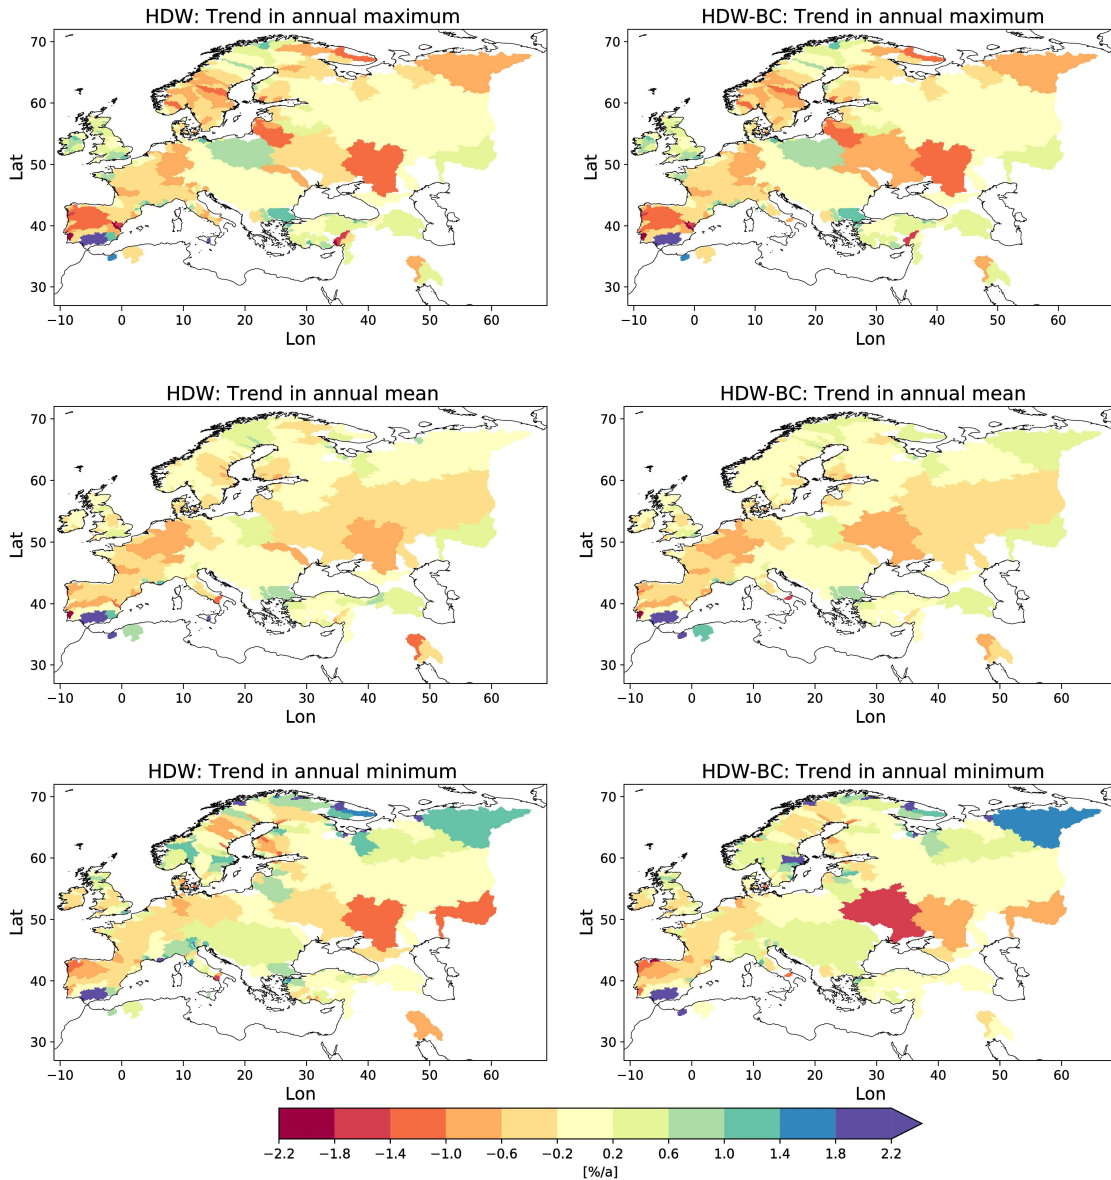 HDW: Trend in annual maximum
HDW-BC: Trend in annual maximum
70
60
50
40
30
Lat
−10 0 10 20 30 40 50 60
Lon
70
60
50
40
30
Lat
−10 0 10 20 30 40 50 60
Lon
HDW: Trend in annual mean
HDW-BC: Trend in annual mean
70
60
50
40
30
Lat
−10 0 10 20 30 40 50 60
Lon
70
60
50
40
30
Lat
−10 0 10 20 30 40 50 60
Lon
HDW: Trend in annual minimum
HDW-BC: Trend in annual minimum
70
60
50
40
30
Lat
−10 0 10 20 30 40 50 60
Lon
70
60
50
40
30
Lat
−10 0 10 20 30 40 50 60
Lon
−2.2 −1.8 −1.4 −1.0 −0.6 −0.2 0.2 0.6 1.0 1.4 1.8 2.2
[%/a]